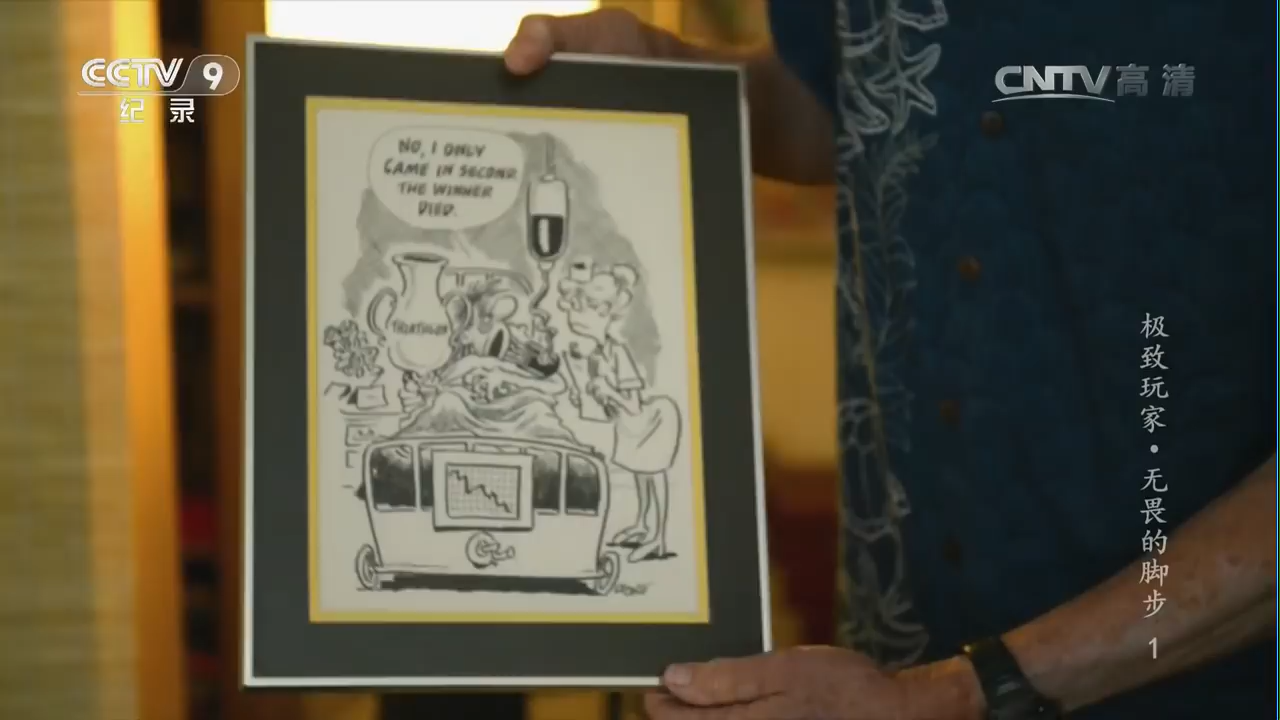 CCTV 9
纪录
CNTV高清
NO, I ONLY
CAME IN SECOND
THE WINNER
DIED.
TRIATHLON
极致玩家·无畏的脚步 1